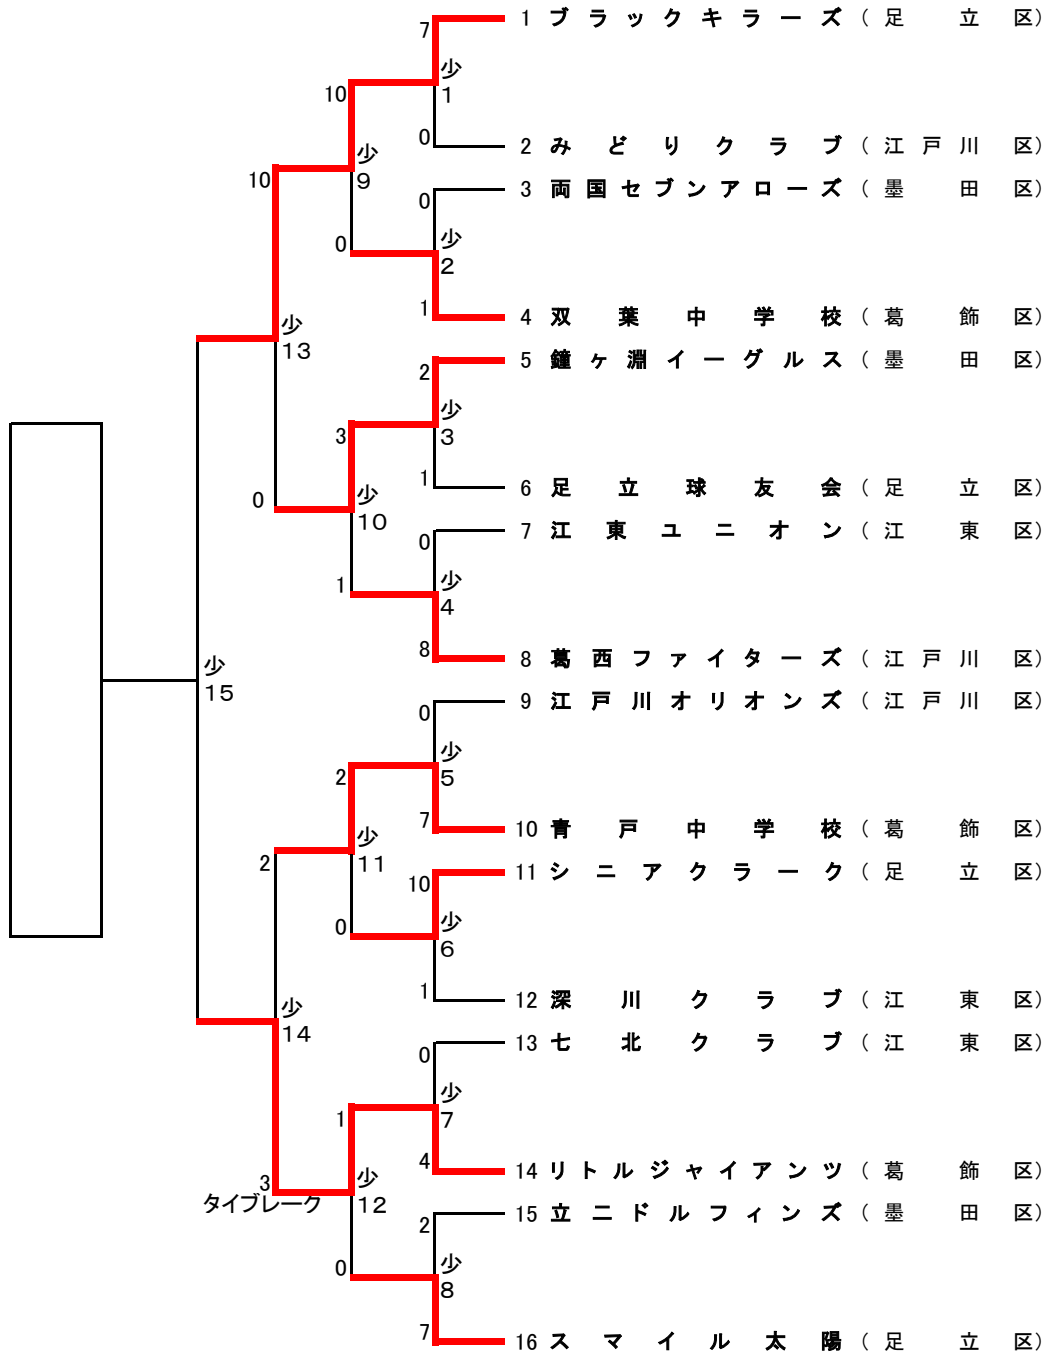 7 1 ブラックキラーズ（足立区）
少
10 1
0 2 みどりクラブ（江戸川区）
少
10 9
0 3 両国セブンアローズ（墨田区）
少
0 2
1 4 双葉中学校（葛飾区）
少
13
2 5 鐘ヶ淵イーグルス（墨田区）
少
3 3
1 6 足立球友会（足立区）
少
0 10
0 7 江東ユニオン（江東区）
少
1 4
8 8 葛西ファイターズ（江戸川区）
少
15
0 9 江戸川オリオンズ（江戸川区）
少
2 5
7 10 青戸中学校（葛飾区）
少
2 11
10 11 シニアクラーク（足立区）
少
0 6
1 12 深川クラブ（江東区）
少
14
0 13 七北クラブ（江東区）
少
1 7
4 14 リトルジャイアンツ（葛飾区）
少
3 12
タイブレーク
2 15 立二ドルフィンズ（墨田区）
少
0 8
7 16 スマイル太陽（足立区）